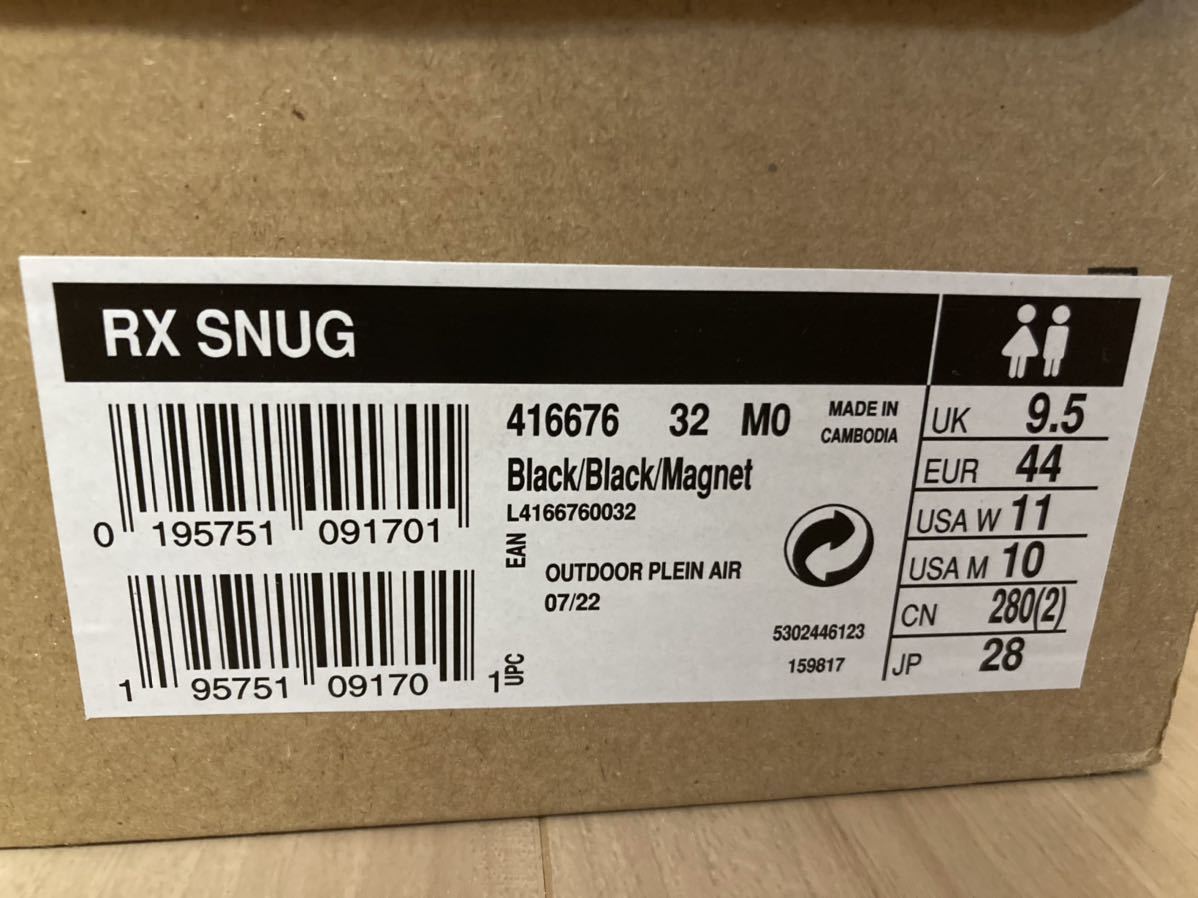 RX SNUG
0 195751 091701
EAN
1 95751 09170 1
UPC
416676 32 M0
Black/Black/Magnet
L4166760032
OUTDOOR PLEIN AIR
07/22
MADE IN
CAMBODIA
5302446123
159817
UK 9.5
EUR 44
USA W 11
USA M 10
CN 280(2)
JP 28